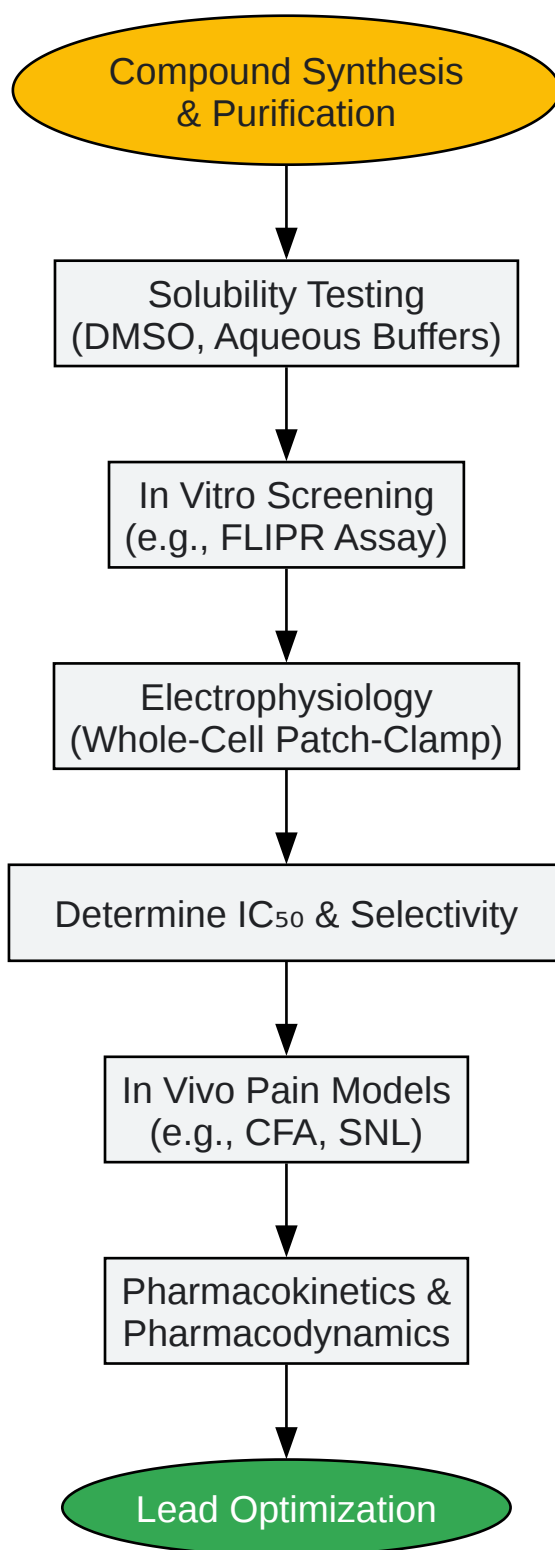 Compound Synthesis
& Purification
Solubility Testing
(DMSO, Aqueous Buffers)
In Vitro Screening
(e.g., FLIPR Assay)
Electrophysiology
(Whole-Cell Patch-Clamp)
Determine IC₅₀ & Selectivity
In Vivo Pain Models
(e.g., CFA, SNL)
Pharmacokinetics &
Pharmacodynamics
Lead Optimization